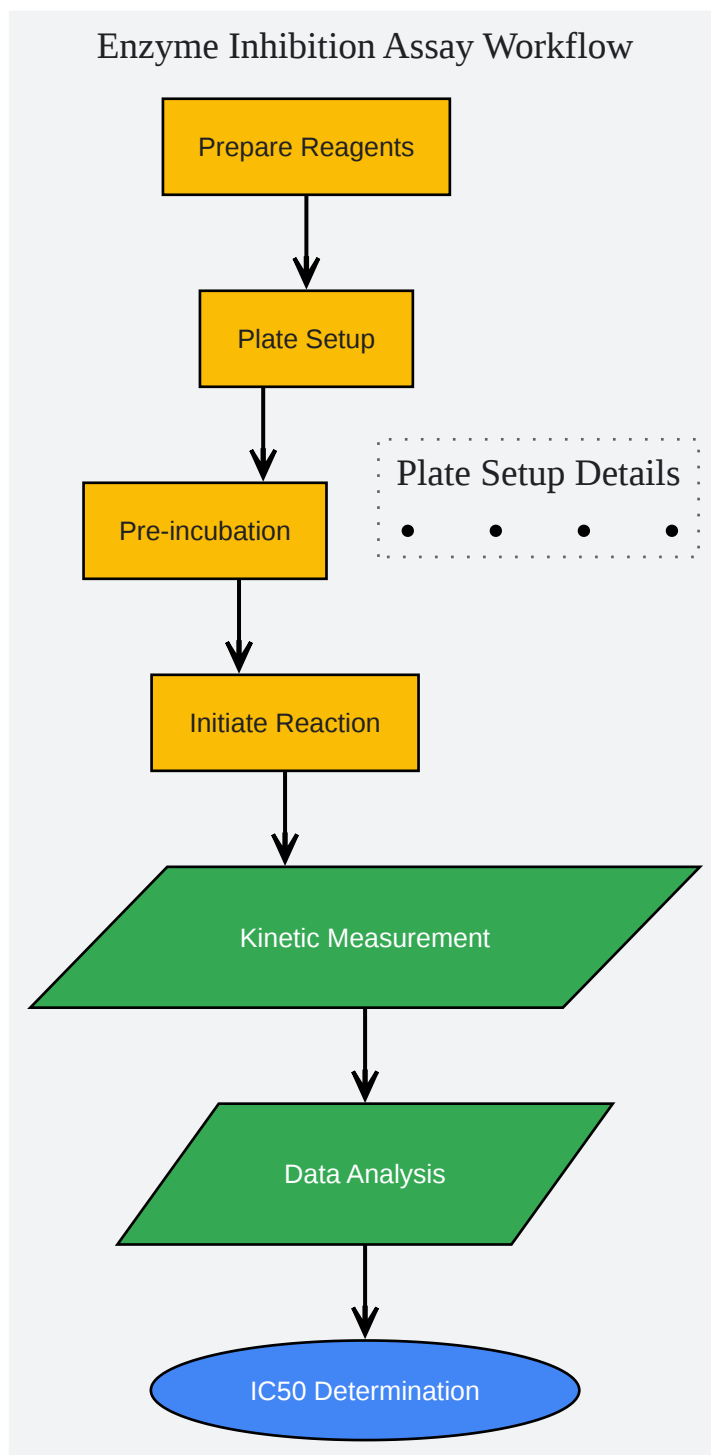 Enzyme Inhibition Assay Workflow
Prepare Reagents
Plate Setup
Plate Setup Details
Pre-incubation
Initiate Reaction
Kinetic Measurement
Data Analysis
IC50 Determination